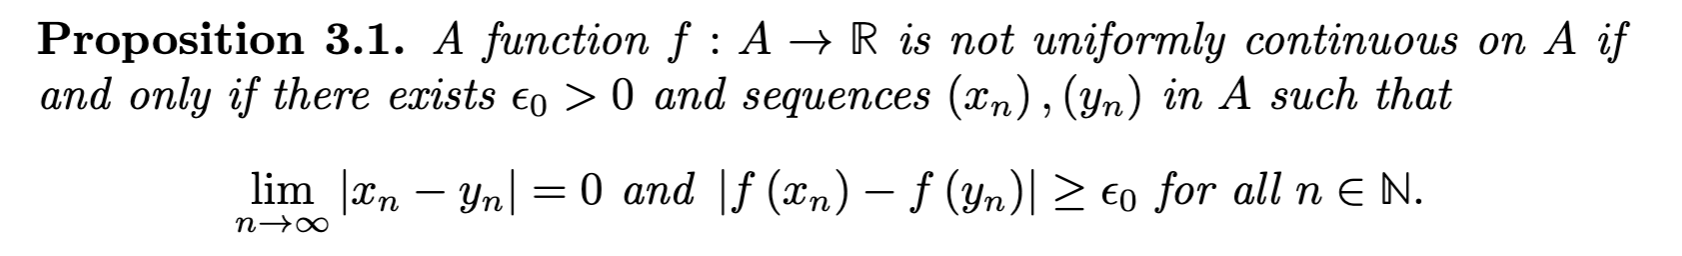 Proposition 3.1. A function f : A → ℝ is not uniformly continuous on A if
and only if there exists ϵ₀ > 0 and sequences (xₙ) , (yₙ) in A such that
lim_{n→∞} |xₙ − yₙ| = 0 and |f (xₙ) − f (yₙ)| ≥ ϵ₀ for all n ∈ ℕ.